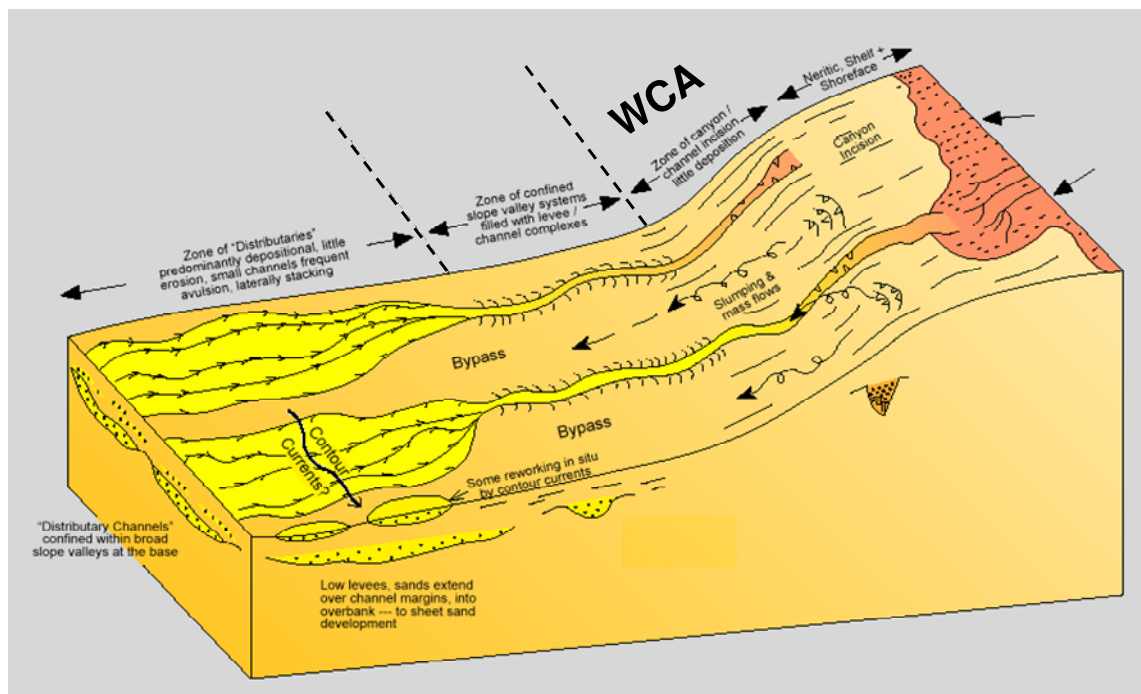 WCA
Neritic, Shelf +
Shoreface
Zone of canyon /
channel incision
little deposition
Canyon
Incision
Zone of confined
slope valley systems
filled with levee /
channel complexes
Zone of "Distributaries"
predominantly depositional, little
erosion, small channels frequent
avulsion, laterally stacking
Slumping &
mass flows
Bypass
Bypass
Contour
Currents?
Some reworking in situ
by contour currents
"Distributary Channels"
confined within broad
slope valleys at the base
Low levees, sands extend
over channel margins, into
overbank --- to sheet sand
development